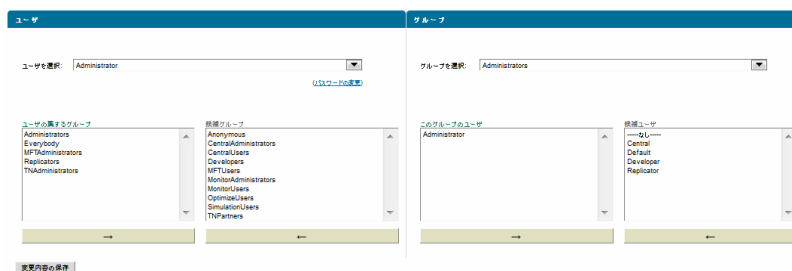 ユーザ
ユーザを選択: Administrator
(パスワードの変更)
ユーザの属するグループ
Administrators
Everybody
MFTAdministrators
Replicators
TNAdministrators
→
候補グループ
Anonymous
CentralAdministrators
CentralUsers
Developers
MFTUsers
MonitorAdministrators
MonitorUsers
OptimizeUsers
SimulationUsers
TNPartners
←
グループ
グループを選択: Administrators
このグループのユーザ
Administrator
→
候補ユーザ
-----なし-----
Central
Default
Developer
Replicator
←
変更内容の保存